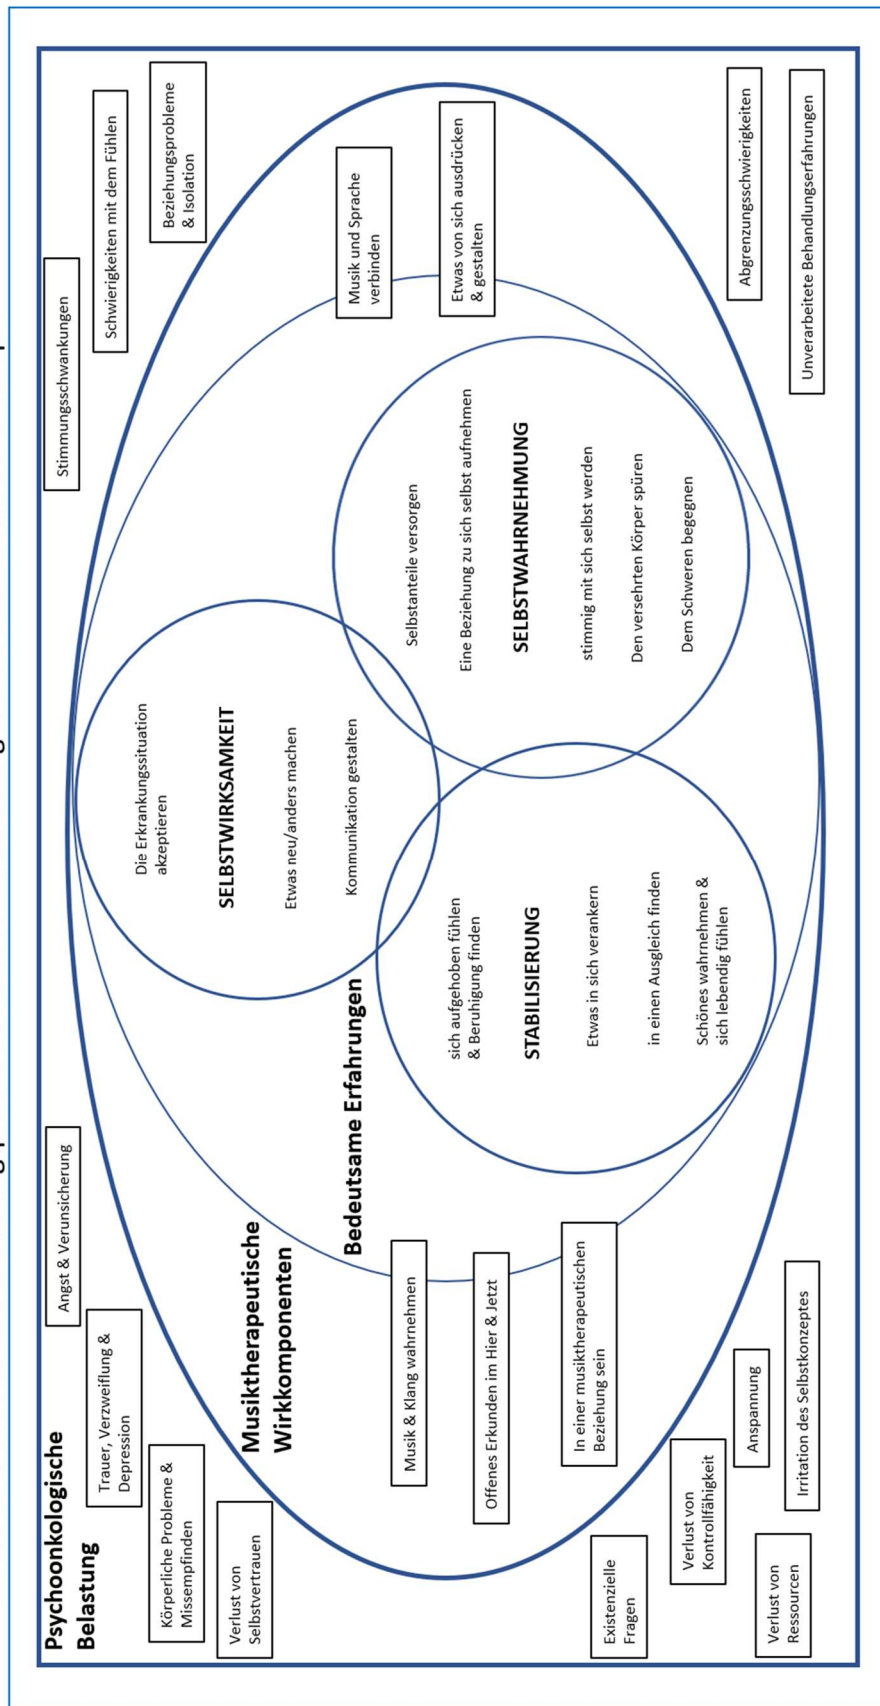 Psychoonkologische
Belastung
Angst & Verunsicherung
Stimmungsschwankungen
Trauer, Verzweiflung &
Depression
Schwierigkeiten mit dem Fühlen
Körperliche Probleme &
Missempfinden
Beziehungsprobleme
& Isolation
Verlust von
Selbstvertrauen
Musiktherapeutische
Wirkkomponenten
Bedeutsame Erfahrungen
Die Erkrankungssituation
akzeptieren
SELBSTWIRKSAMKEIT
Etwas neu/anders machen
Kommunikation gestalten
Musik und Sprache
verbinden
Etwas von sich ausdrücken
& gestalten
Musik & Klang wahrnehmen
Offenes Erkunden im Hier & Jetzt
In einer musiktherapeutischen
Beziehung sein
sich aufgehoben fühlen
& Beruhigung finden
STABILISIERUNG
Etwas in sich verankern
in einen Ausgleich finden
Schönes wahrnehmen &
sich lebendig fühlen
Selbstanteile versorgen
Eine Beziehung zu sich selbst aufnehmen
SELBSTWAHRNEHMUNG
stimmig mit sich selbst werden
Den versehrten Körper spüren
Dem Schweren begegnen
Existenzielle
Fragen
Verlust von
Kontrollfähigkeit
Anspannung
Verlust von
Ressourcen
Irritation des Selbstkonzeptes
Abgrenzungsschwierigkeiten
Unverarbeitete Behandlungserfahrungen